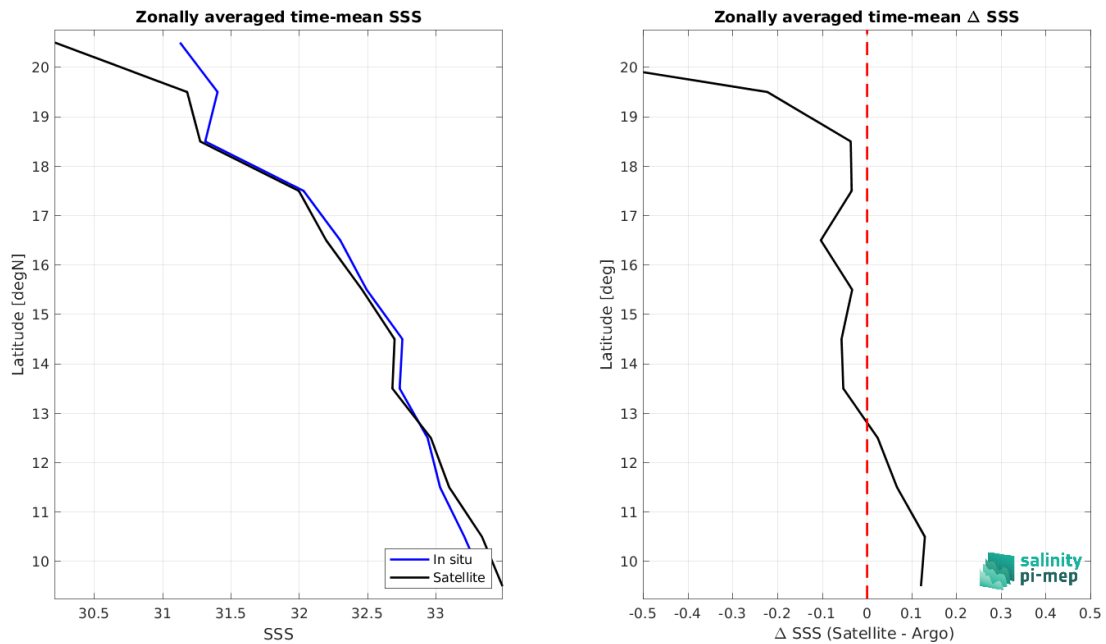 Zonally averaged time-mean SSS
20
19
18
17
16
15
14
13
12
11
10
Latitude [degN]
30.5 31 31.5 32 32.5 33
SSS
In situ
Satellite
Zonally averaged time-mean Δ SSS
20
19
18
17
16
15
14
13
12
11
10
Latitude [deg]
-0.5 -0.4 -0.3 -0.2 -0.1 0 0.1 0.2 0.3 0.4 0.5
Δ SSS (Satellite - Argo)
salinity
pi-mep